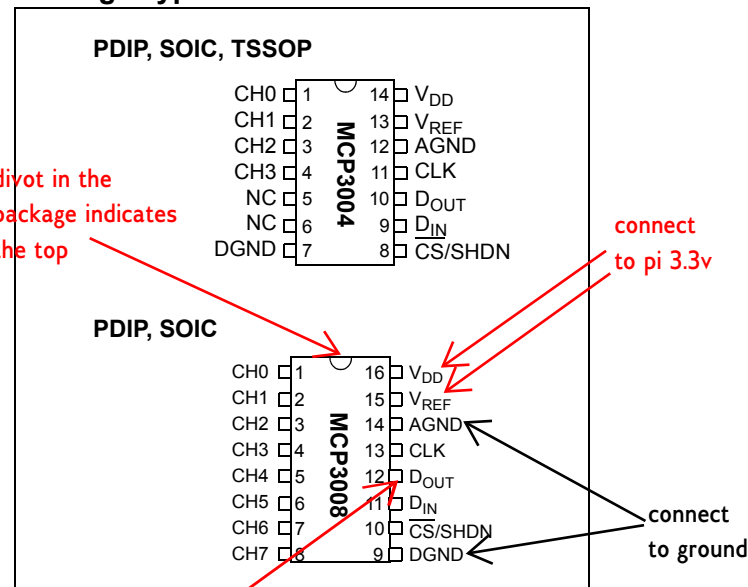 PDIP, SOIC, TSSOP
CH0 1 14 VDD
CH1 2 13 VREF
CH2 3 12 AGND
CH3 4 11 CLK
NC 5 10 DOUT
NC 6 9 DIN
DGND 7 8 CS/SHDN
MCP3004
divot in the
package indicates
the top
connect
to pi 3.3v
PDIP, SOIC
CH0 1 16 VDD
CH1 2 15 VREF
CH2 3 14 AGND
CH3 4 13 CLK
CH4 5 12 DOUT
CH5 6 11 DIN
CH6 7 10 CS/SHDN
CH7 8 9 DGND
MCP3008
connect
to ground